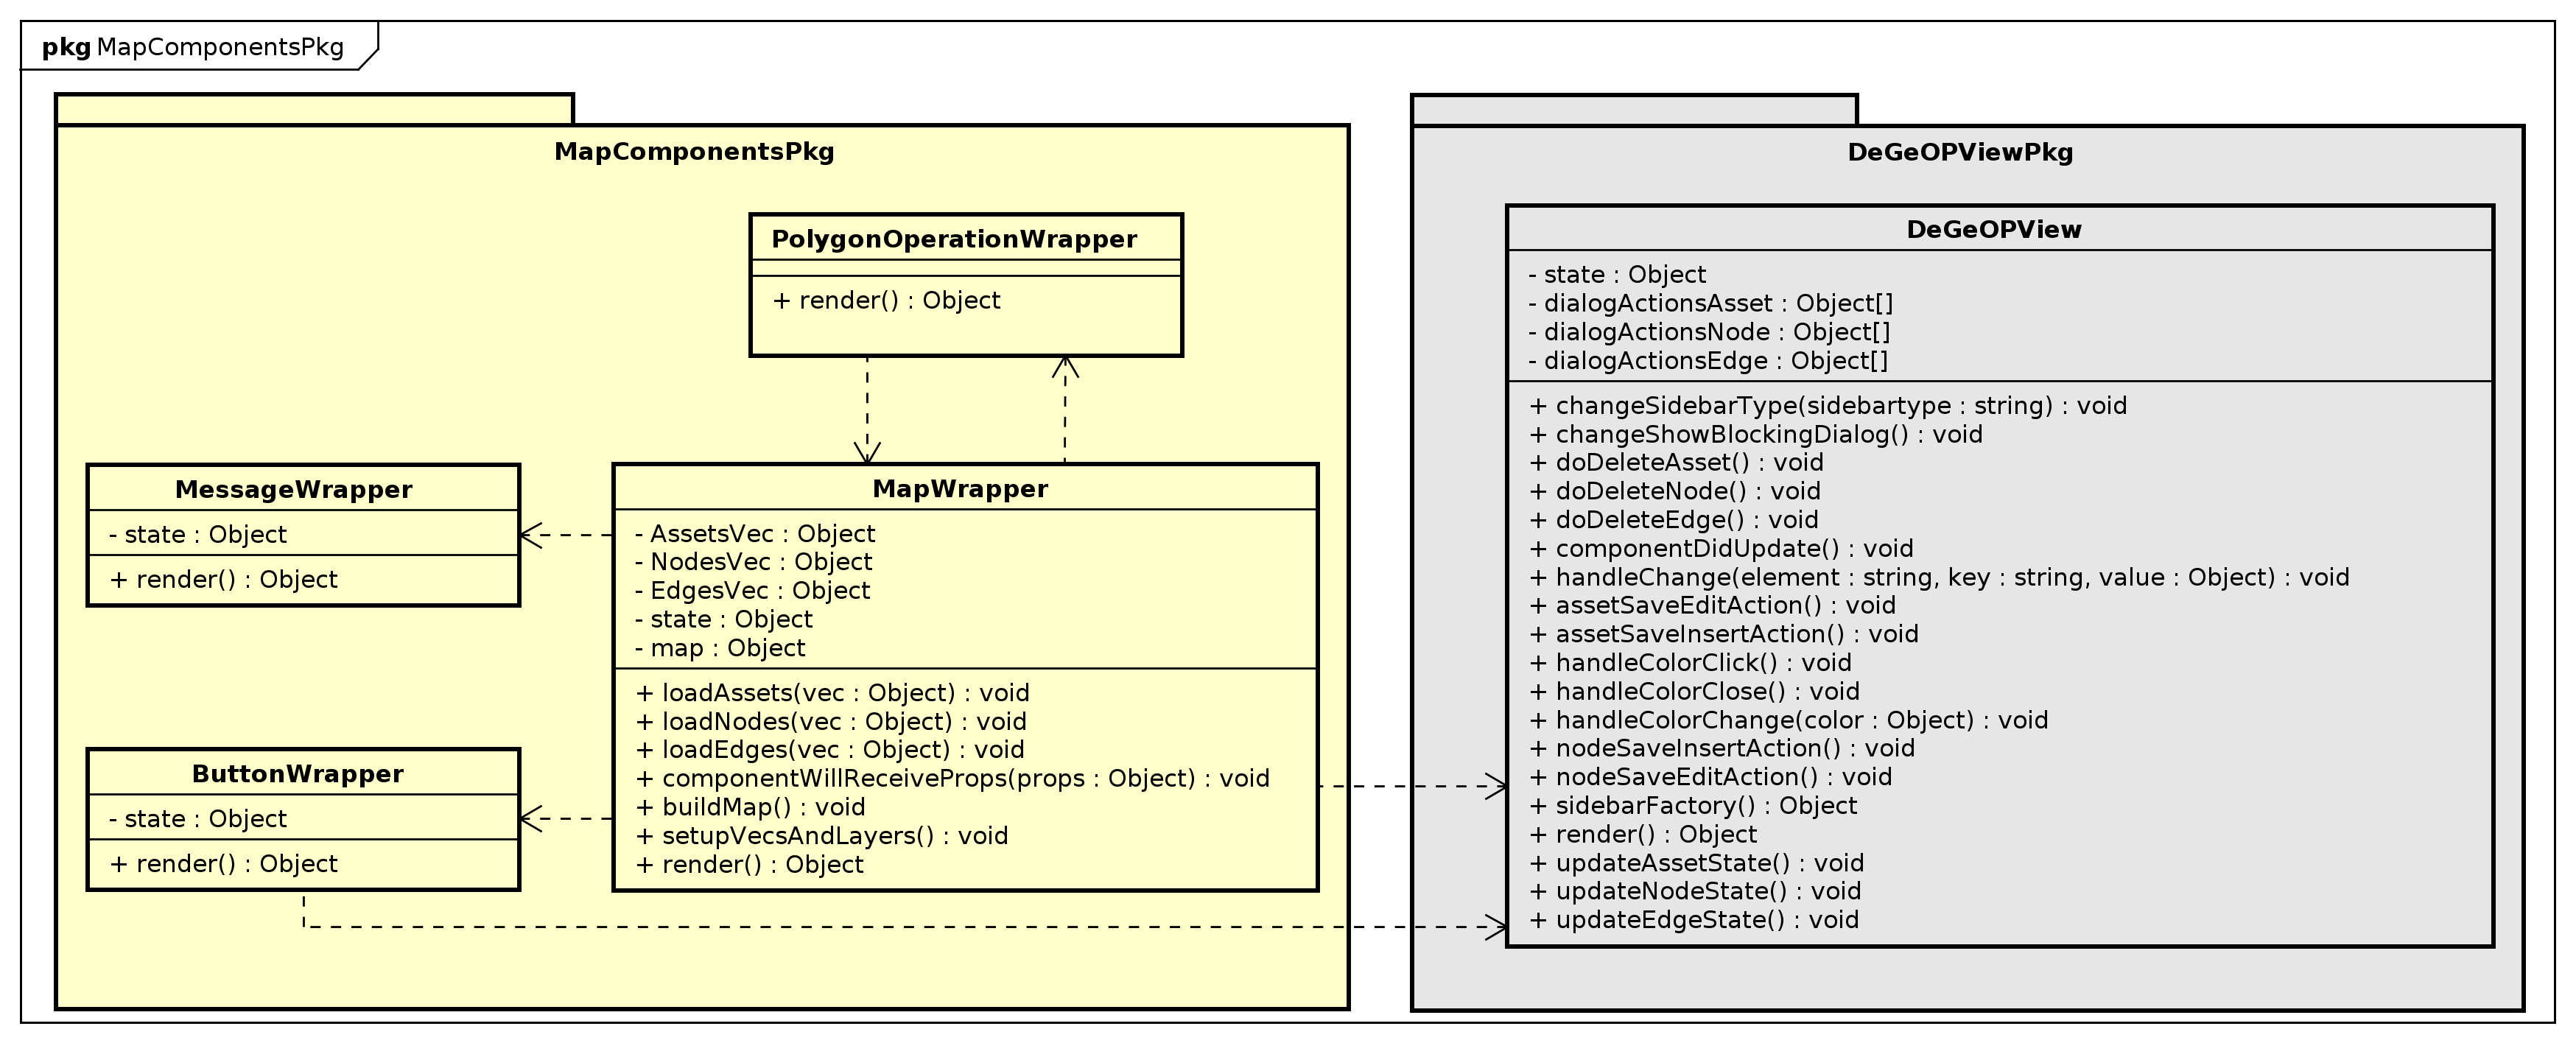 pkg MapComponentsPkg
MapComponentsPkg
PolygonOperationWrapper
+ render() : Object
MessageWrapper
- state : Object
+ render() : Object
MapWrapper
- AssetsVec : Object
- NodesVec : Object
- EdgesVec : Object
- state : Object
- map : Object
+ loadAssets(vec : Object) : void
+ loadNodes(vec : Object) : void
+ loadEdges(vec : Object) : void
+ componentWillReceiveProps(props : Object) : void
+ buildMap() : void
+ setupVecsAndLayers() : void
+ render() : Object
ButtonWrapper
- state : Object
+ render() : Object
DeGeOPViewPkg
DeGeOPView
- state : Object
- dialogActionsAsset : Object[]
- dialogActionsNode : Object[]
- dialogActionsEdge : Object[]
+ changeSidebarType(sidebartype : string) : void
+ changeShowBlockingDialog() : void
+ doDeleteAsset() : void
+ doDeleteNode() : void
+ doDeleteEdge() : void
+ componentDidUpdate() : void
+ handleChange(element : string, key : string, value : Object) : void
+ assetSaveEditAction() : void
+ assetSaveInsertAction() : void
+ handleColorClick() : void
+ handleColorClose() : void
+ handleColorChange(color : Object) : void
+ nodeSaveInsertAction() : void
+ nodeSaveEditAction() : void
+ sidebarFactory() : Object
+ render() : Object
+ updateAssetState() : void
+ updateNodeState() : void
+ updateEdgeState() : void